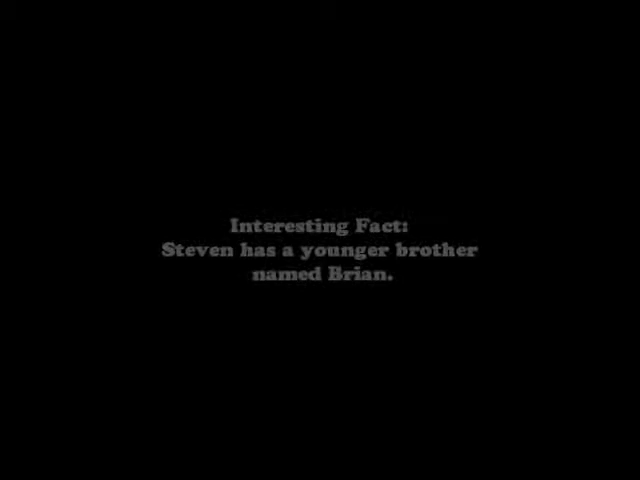 Interesting Fact:
Steven has a younger brother
named Brian.